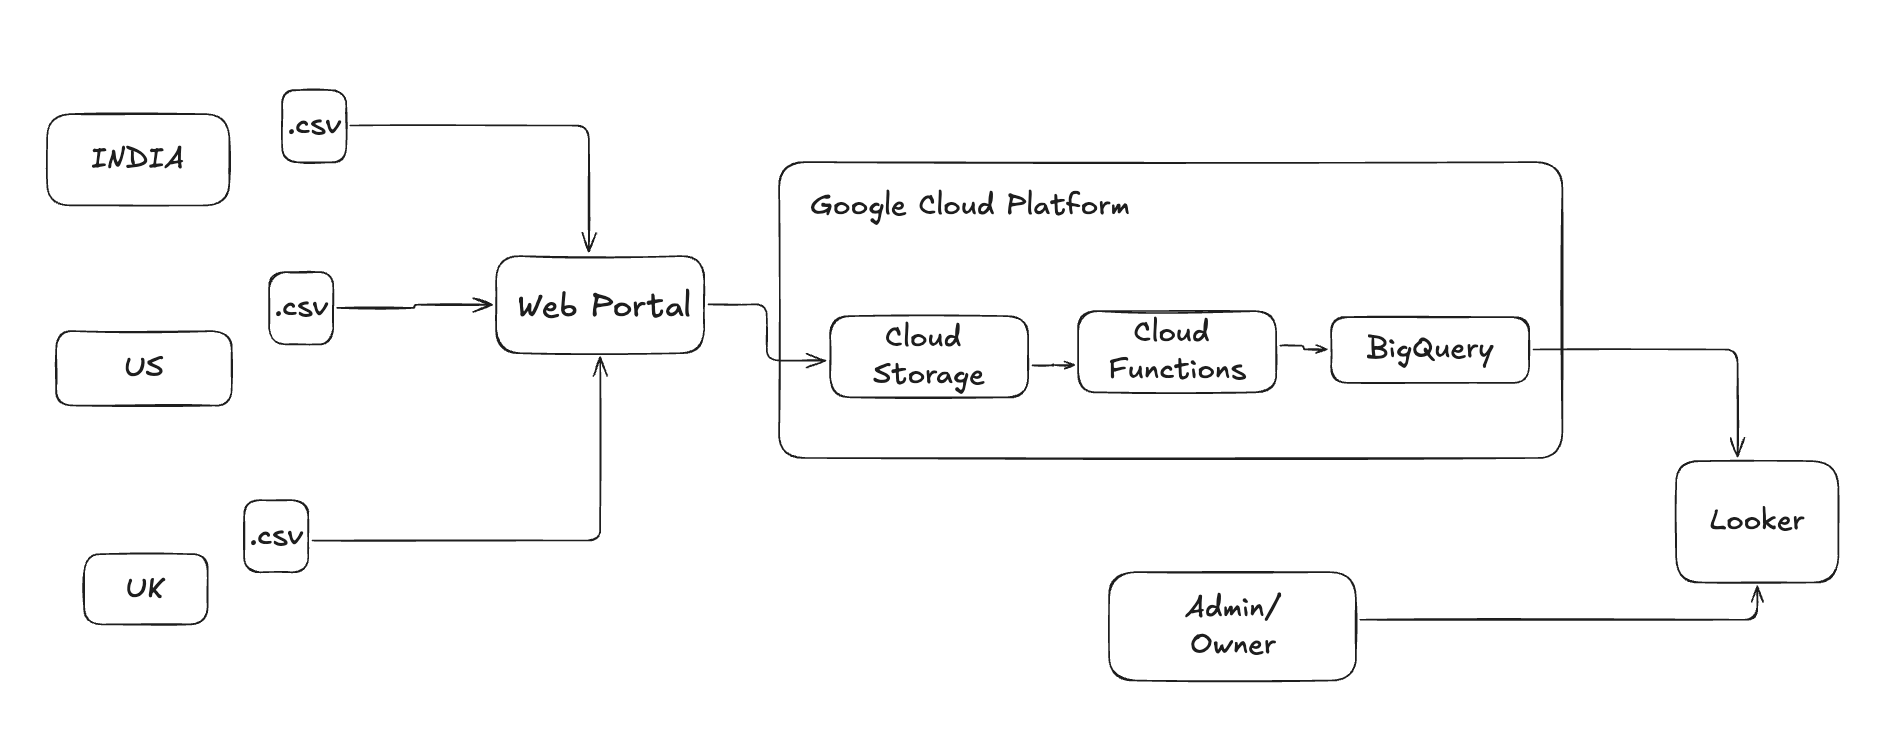 .csv
INDIA
Google Cloud Platform
.csv
Web Portal
Cloud
Storage
Cloud
Functions
BigQuery
US
.csv
UK
Looker
Admin/
Owner